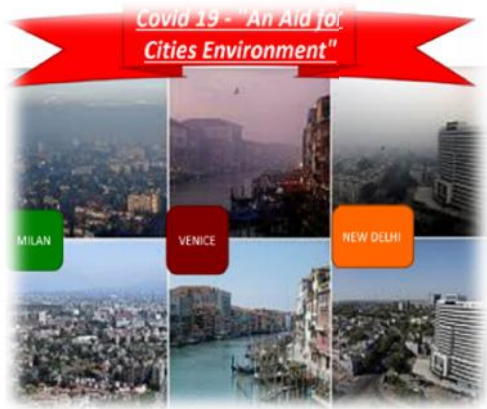 Covid 19 - "An Aid for
Cities Environment"
MILAN
VENICE
NEW DELHI